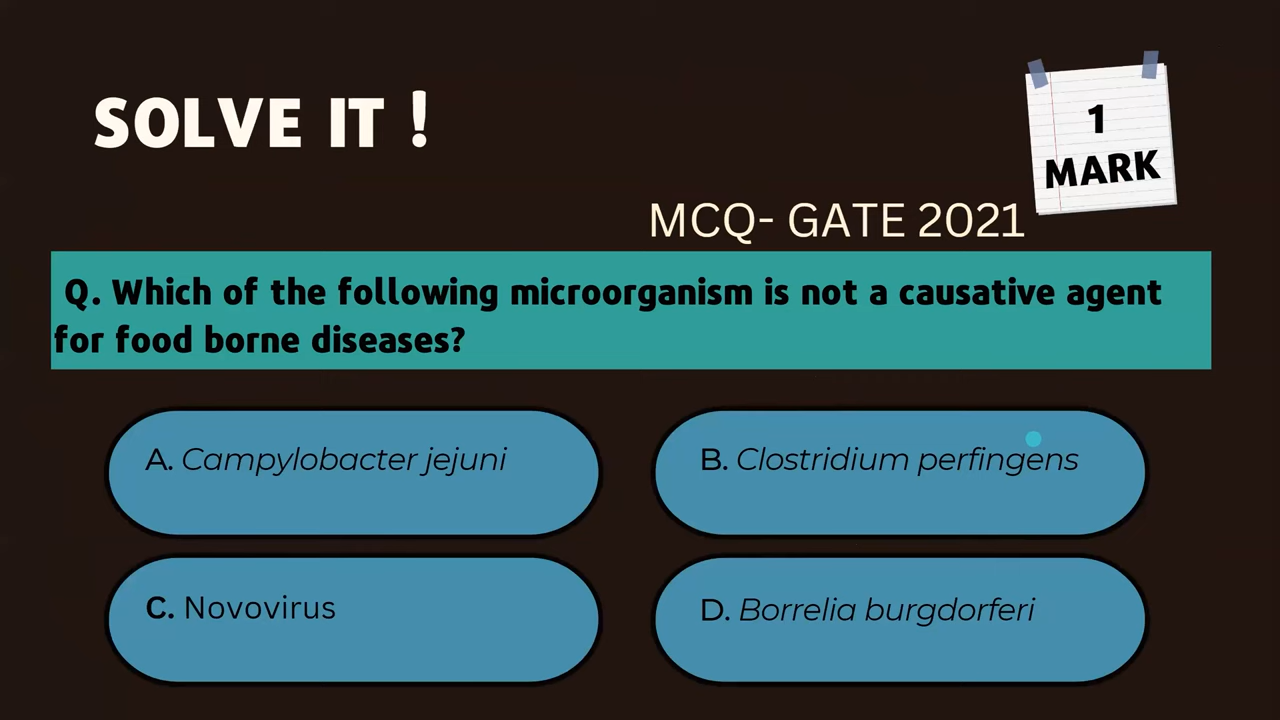 SOLVE IT !
1
MARK
MCQ- GATE 2021
Q. Which of the following microorganism is not a causative agent
for food borne diseases?
A. Campylobacter jejuni
B. Clostridium perfingens
C. Novovirus
D. Borrelia burgdorferi